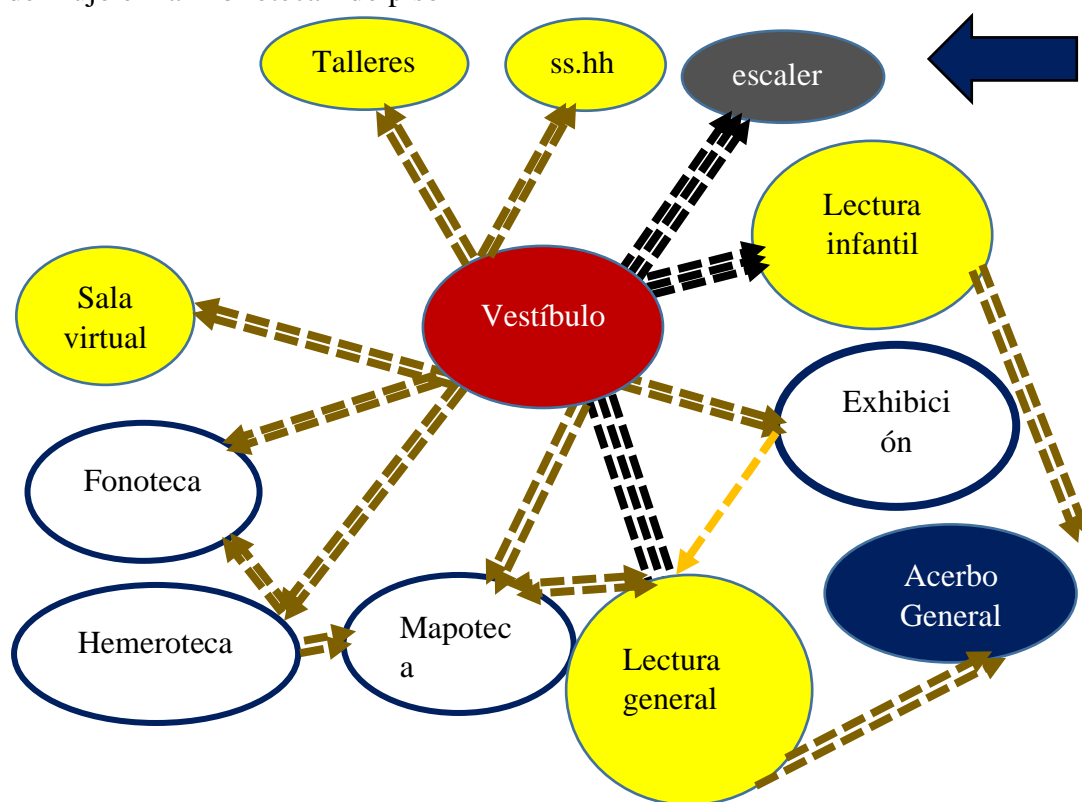 Talleres
ss.hh
escaler
Lectura
infantil
Sala
virtual
Vestíbulo
Exhibici
ón
Fonoteca
Acerbo
General
Hemeroteca
Mapotec
a
Lectura
general